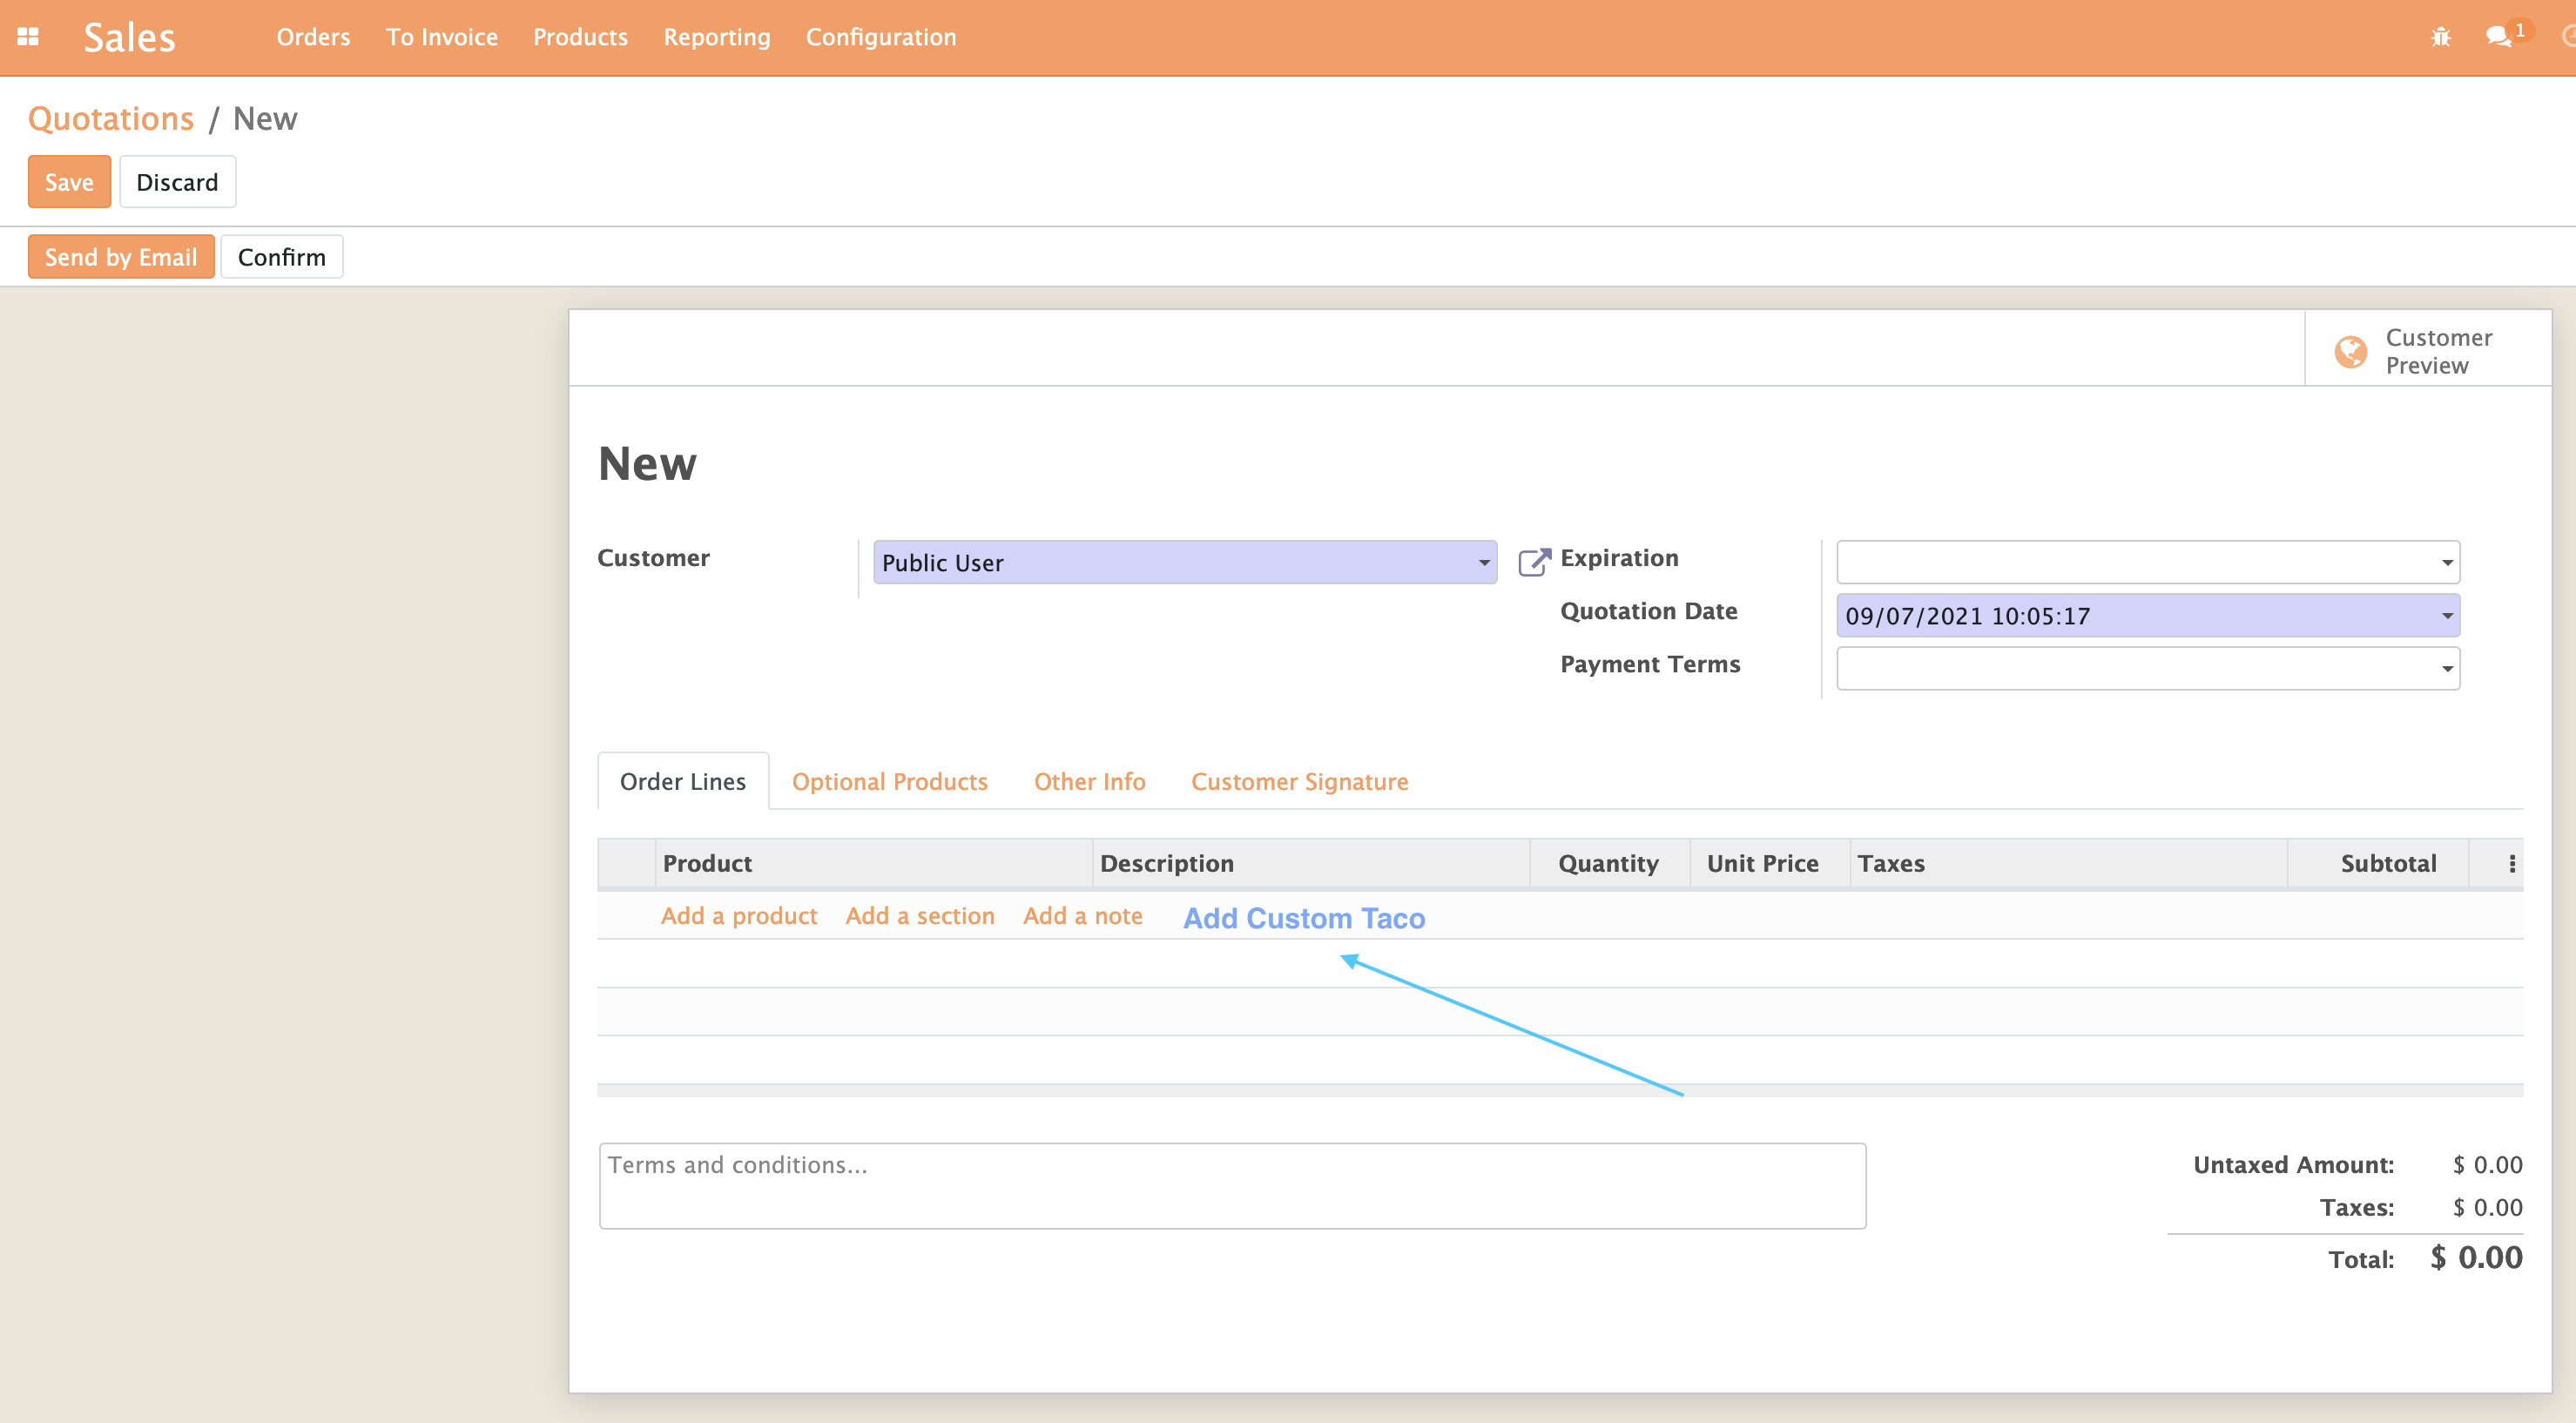 Sales Orders To Invoice Products Reporting Configuration 1
Quotations / New
Save Discard
Send by Email Confirm
Customer
Preview
New
Customer Public User Expiration
Quotation Date 09/07/2021 10:05:17
Payment Terms
Order Lines Optional Products Other Info Customer Signature
Product Description Quantity Unit Price Taxes Subtotal
Add a product Add a section Add a note Add Custom Taco
Terms and conditions...
Untaxed Amount: $ 0.00
Taxes: $ 0.00
Total: $ 0.00